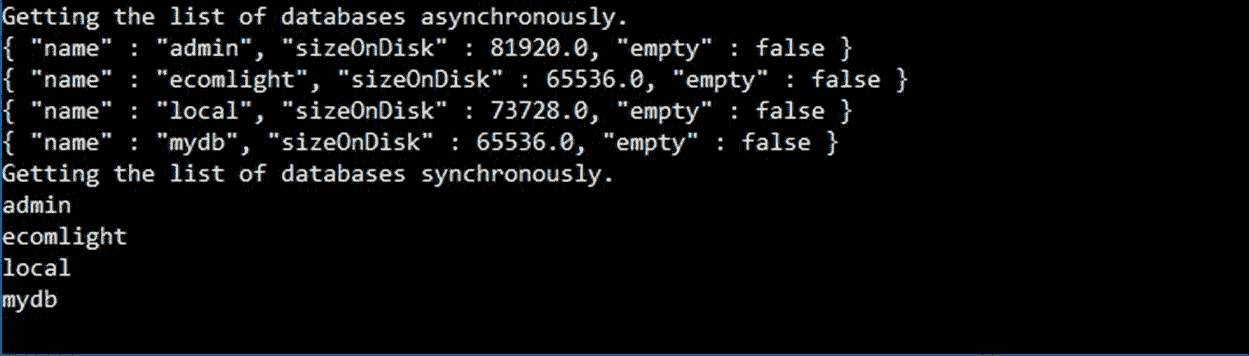 Getting the list of databases asynchronously.
{ "name" : "admin", "sizeOnDisk" : 81920.0, "empty" : false }
{ "name" : "ecomlight", "sizeOnDisk" : 65536.0, "empty" : false }
{ "name" : "local", "sizeOnDisk" : 73728.0, "empty" : false }
{ "name" : "mydb", "sizeOnDisk" : 65536.0, "empty" : false }
Getting the list of databases synchronously.
admin
ecomlight
local
mydb